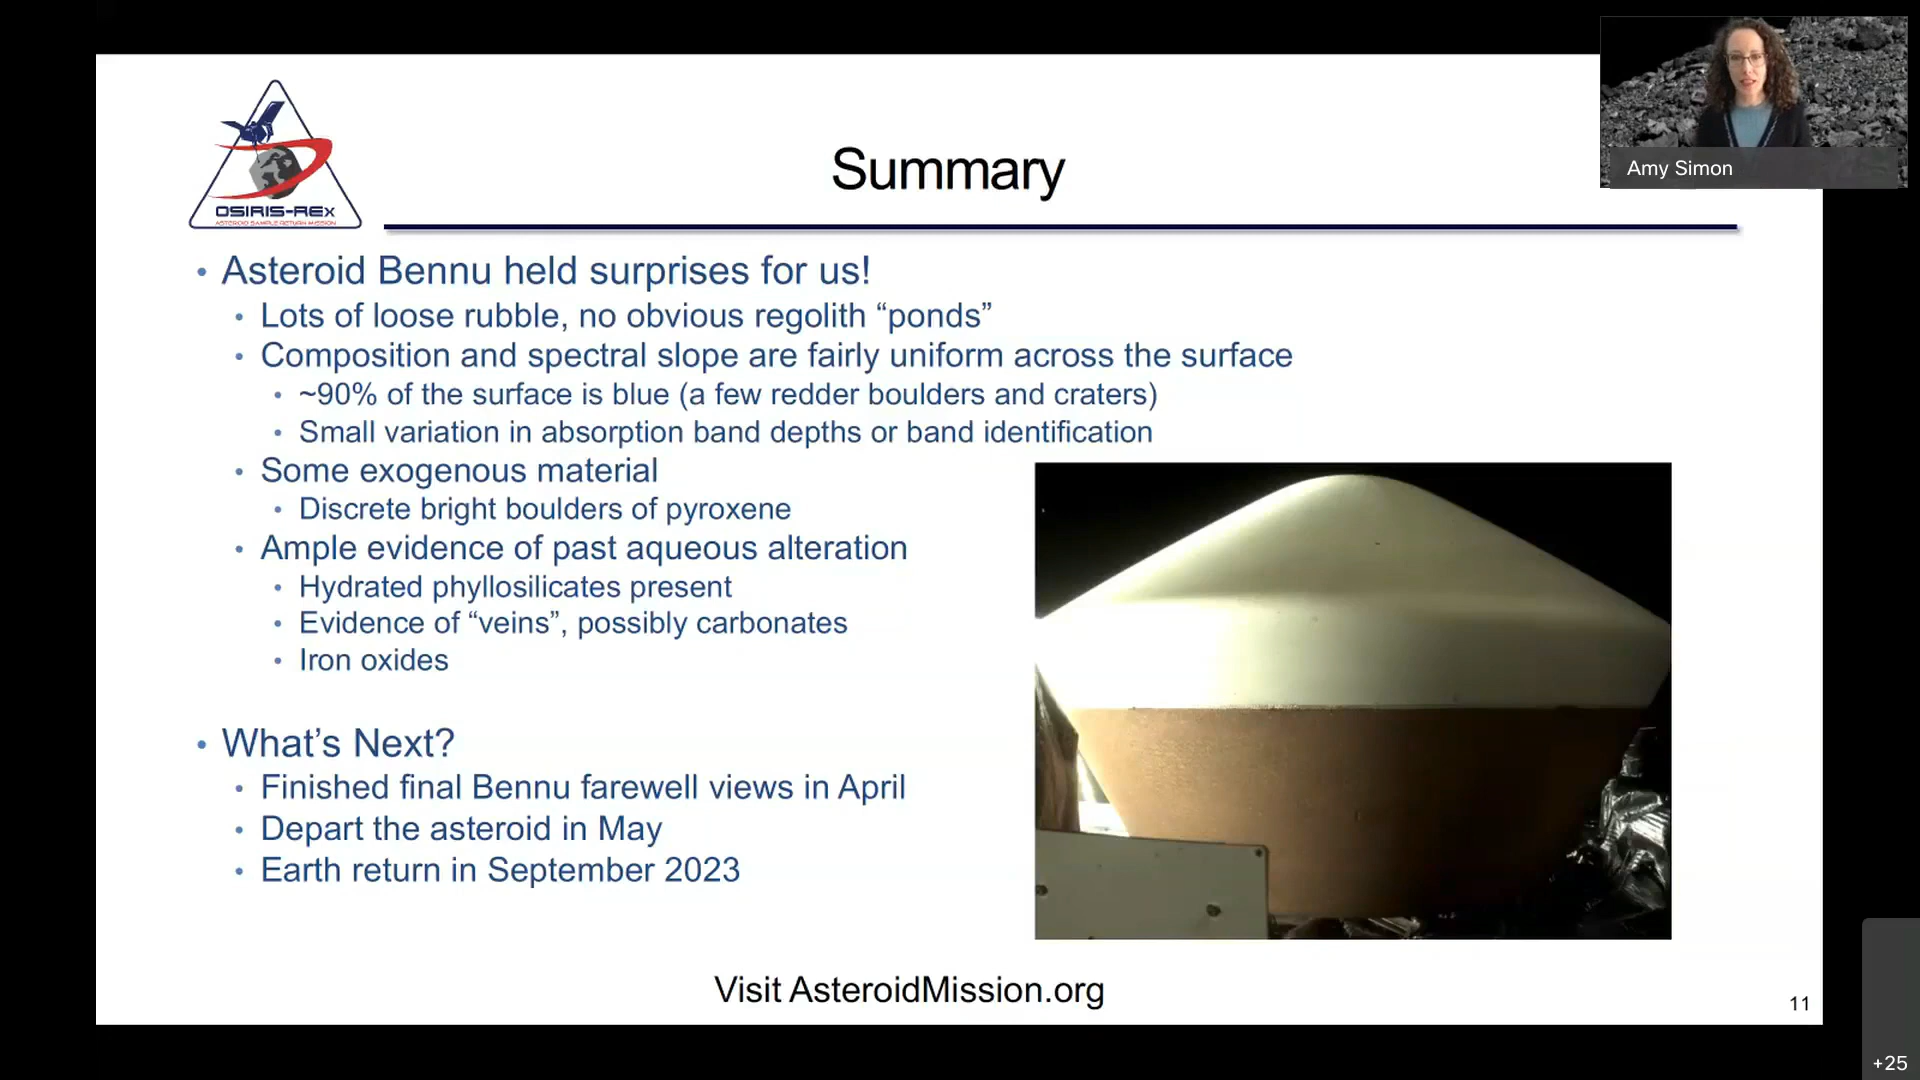 Amy Simon
OSIRIS-REx
ASTEROID SAMPLE RETURN MISSION
Summary
• Asteroid Bennu held surprises for us!
• Lots of loose rubble, no obvious regolith “ponds”
• Composition and spectral slope are fairly uniform across the surface
• ~90% of the surface is blue (a few redder boulders and craters)
• Small variation in absorption band depths or band identification
• Some exogenous material
• Discrete bright boulders of pyroxene
• Ample evidence of past aqueous alteration
• Hydrated phyllosilicates present
• Evidence of “veins”, possibly carbonates
• Iron oxides
• What’s Next?
• Finished final Bennu farewell views in April
• Depart the asteroid in May
• Earth return in September 2023
Visit AsteroidMission.org
11
+25